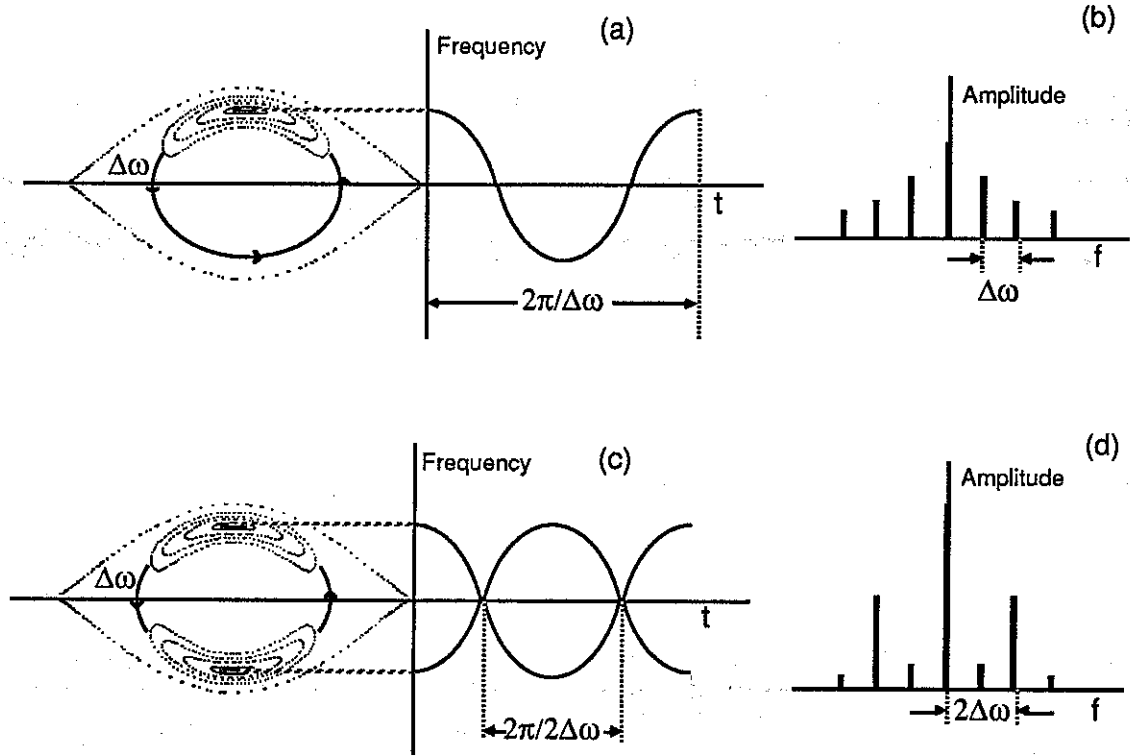 (a)
Frequency
Δω
t
2π/Δω
(b)
Amplitude
f
Δω
(c)
Frequency
Δω
t
2π/2Δω
(d)
Amplitude
2Δω
f